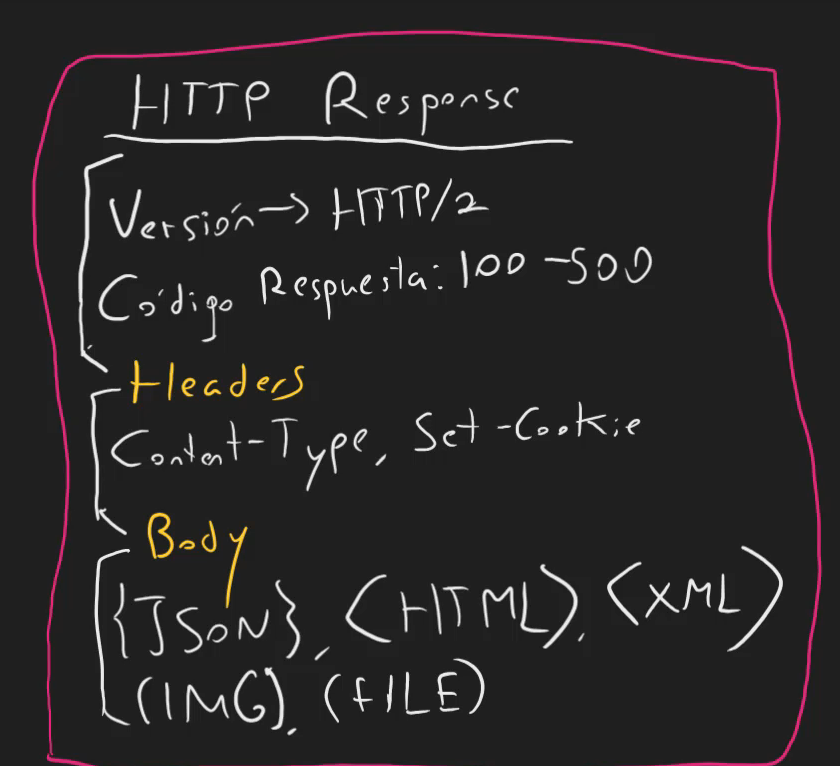 HTTP Response
Versión → HTTP/2
Código Respuesta: 100-500
Headers
Content-Type, Set-Cookie
Body
{JSON}, <HTML>, <XML>
(IMG), (FILE)